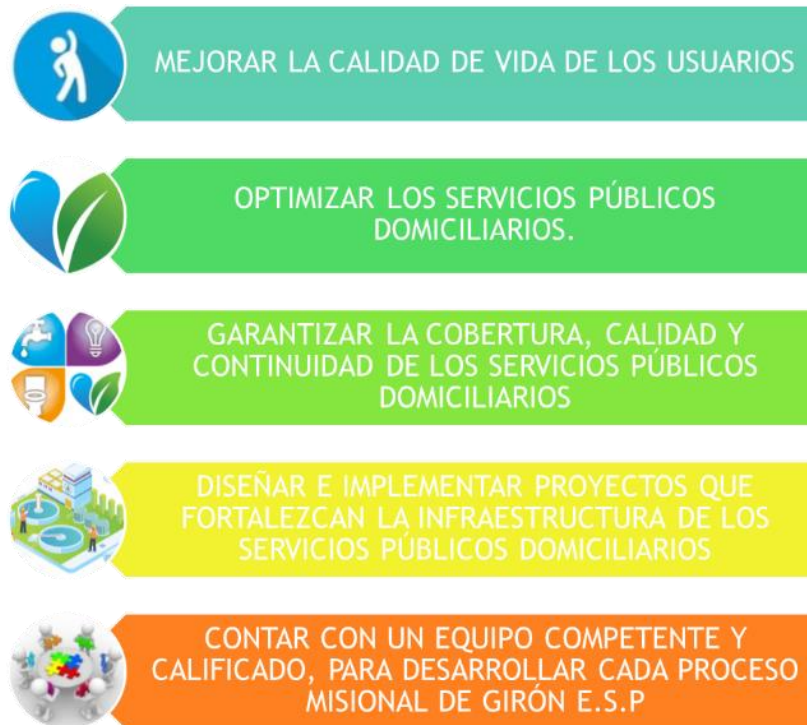 MEJORAR LA CALIDAD DE VIDA DE LOS USUARIOS
OPTIMIZAR LOS SERVICIOS PÚBLICOS
DOMICILIARIOS.
GARANTIZAR LA COBERTURA, CALIDAD Y
CONTINUIDAD DE LOS SERVICIOS PÚBLICOS
DOMICILIARIOS
DISEÑAR E IMPLEMENTAR PROYECTOS QUE
FORTALEZCAN LA INFRAESTRUCTURA DE LOS
SERVICIOS PÚBLICOS DOMICILIARIOS
CONTAR CON UN EQUIPO COMPETENTE Y
CALIFICADO, PARA DESARROLLAR CADA PROCESO
MISIONAL DE GIRÓN E.S.P